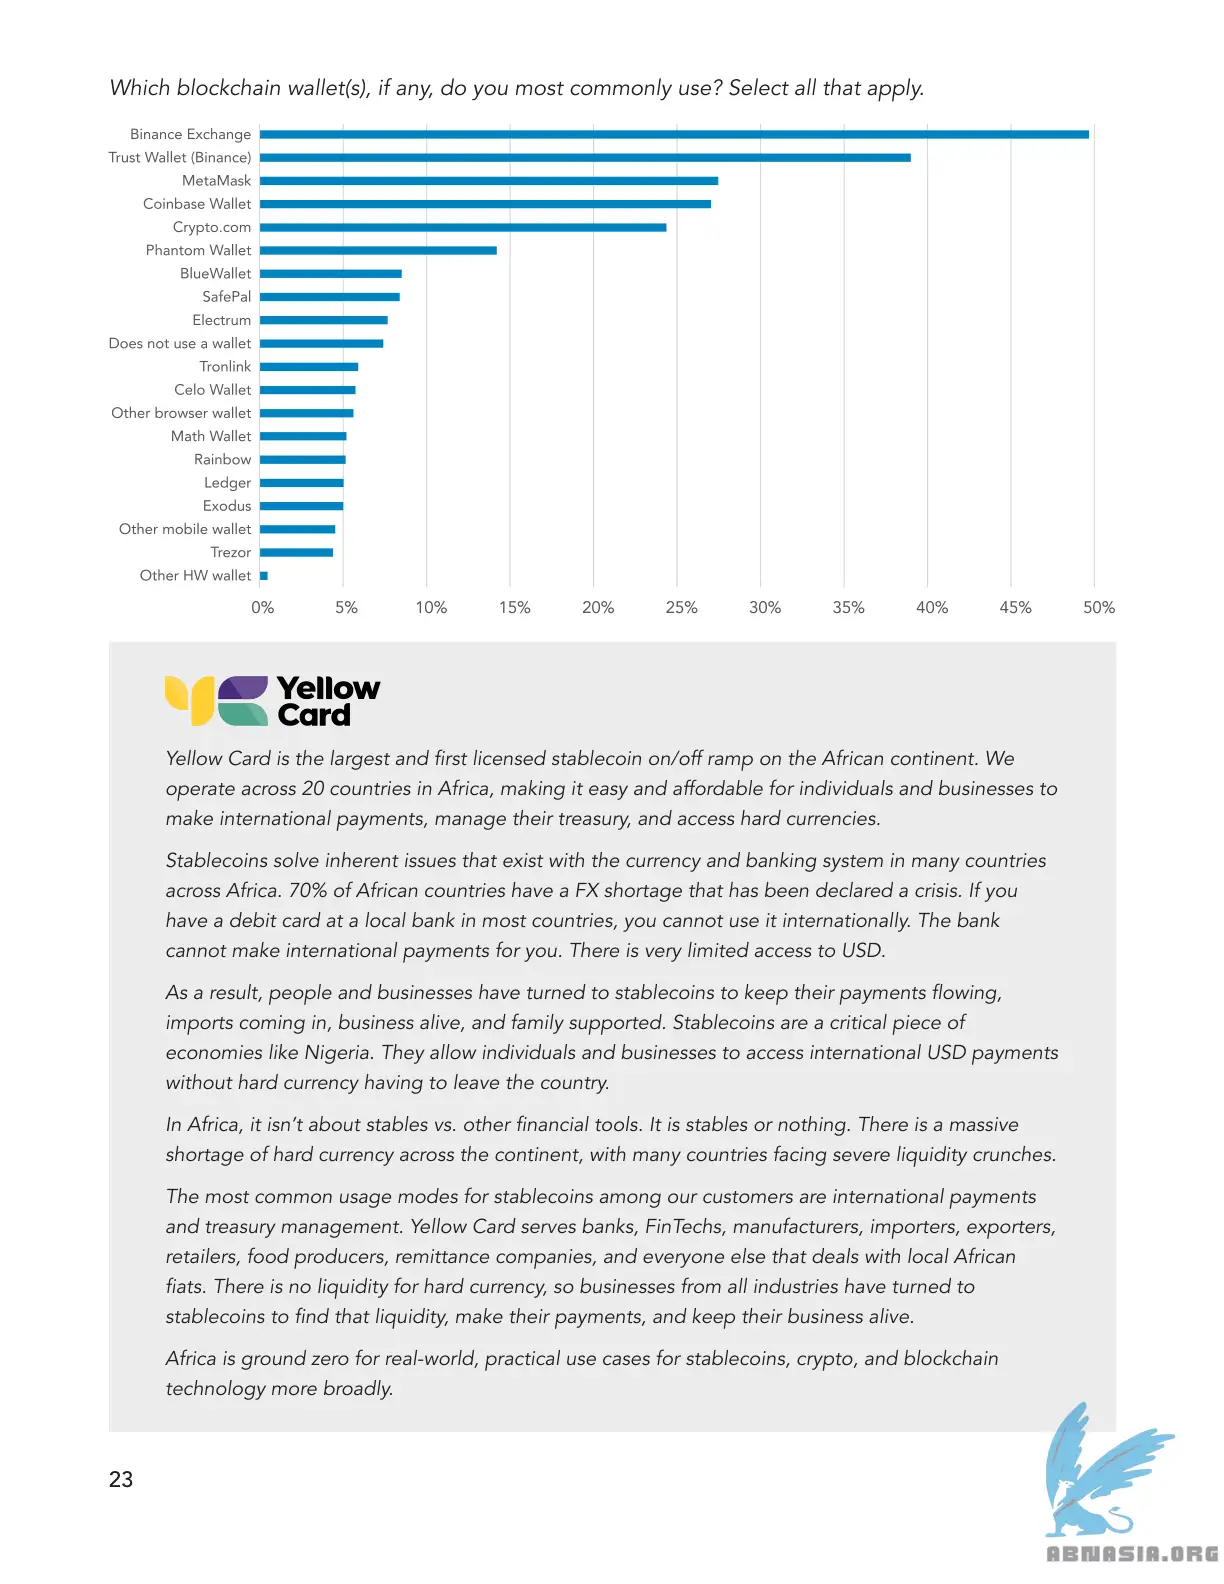 Which blockchain wallet(s), if any, do you most commonly use? Select all that apply.
Binance Exchange
Trust Wallet (Binance)
MetaMask
Coinbase Wallet
Crypto.com
Phantom Wallet
BlueWallet
SafePal
Electrum
Does not use a wallet
Tronlink
Celo Wallet
Other browser wallet
Math Wallet
Rainbow
Ledger
Exodus
Other mobile wallet
Trezor
Other HW wallet
0% 5% 10% 15% 20% 25% 30% 35% 40% 45% 50%
Yellow
Card
Yellow Card is the largest and first licensed stablecoin on/off ramp on the African continent. We
operate across 20 countries in Africa, making it easy and affordable for individuals and businesses to
make international payments, manage their treasury, and access hard currencies.
Stablecoins solve inherent issues that exist with the currency and banking system in many countries
across Africa. 70% of African countries have a FX shortage that has been declared a crisis. If you
have a debit card at a local bank in most countries, you cannot use it internationally. The bank
cannot make international payments for you. There is very limited access to USD.
As a result, people and businesses have turned to stablecoins to keep their payments flowing,
imports coming in, business alive, and family supported. Stablecoins are a critical piece of
economies like Nigeria. They allow individuals and businesses to access international USD payments
without hard currency having to leave the country.
In Africa, it isn’t about stables vs. other financial tools. It is stables or nothing. There is a massive
shortage of hard currency across the continent, with many countries facing severe liquidity crunches.
The most common usage modes for stablecoins among our customers are international payments
and treasury management. Yellow Card serves banks, FinTechs, manufacturers, importers, exporters,
retailers, food producers, remittance companies, and everyone else that deals with local African
fiats. There is no liquidity for hard currency, so businesses from all industries have turned to
stablecoins to find that liquidity, make their payments, and keep their business alive.
Africa is ground zero for real-world, practical use cases for stablecoins, crypto, and blockchain
technology more broadly.
23
ABNASIA.ORG